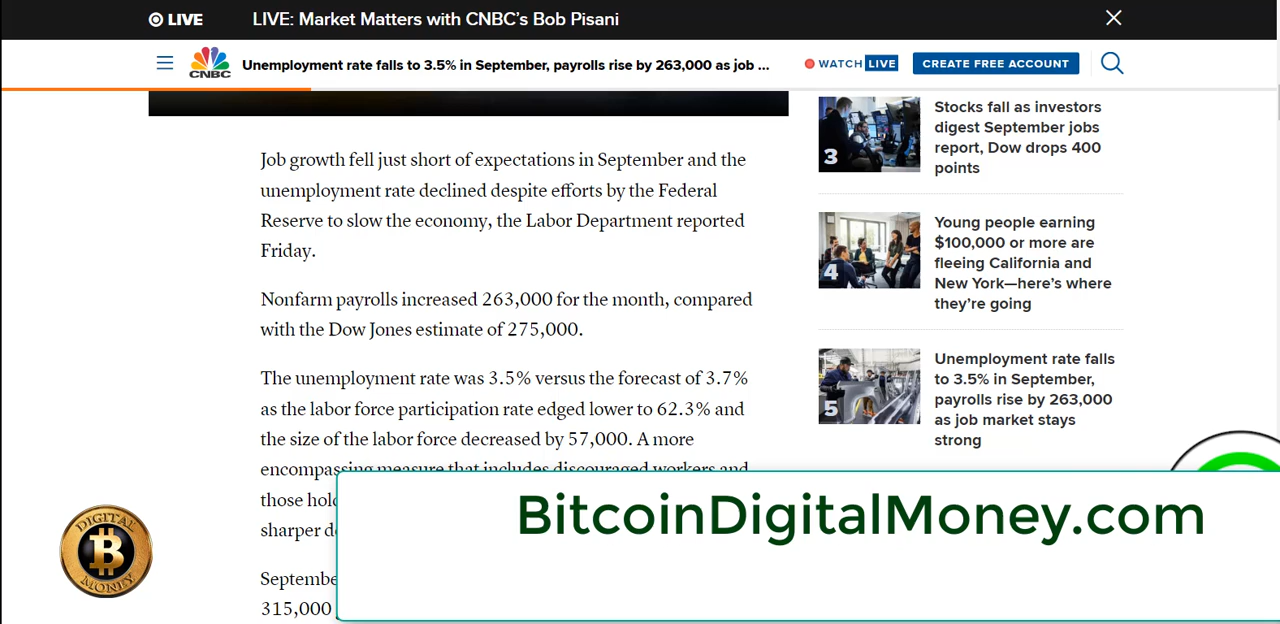 LIVE
LIVE: Market Matters with CNBC's Bob Pisani
CNBC
Unemployment rate falls to 3.5% in September, payrolls rise by 263,000 as job ...
WATCH LIVE
CREATE FREE ACCOUNT
Job growth fell just short of expectations in September and the
unemployment rate declined despite efforts by the Federal
Reserve to slow the economy, the Labor Department reported
Friday.
Nonfarm payrolls increased 263,000 for the month, compared
with the Dow Jones estimate of 275,000.
The unemployment rate was 3.5% versus the forecast of 3.7%
as the labor force participation rate edged lower to 62.3% and
the size of the labor force decreased by 57,000. A more
encompassing measure that includes discouraged workers and
those
sharper
315,000
3
Stocks fall as investors
digest September jobs
report, Dow drops 400
points
4
Young people earning
$100,000 or more are
fleeing California and
New York—here's where
they're going
5
Unemployment rate falls
to 3.5% in September,
payrolls rise by 263,000
as job market stays
strong
DIGITAL
B
MONEY
BitcoinDigitalMoney.com